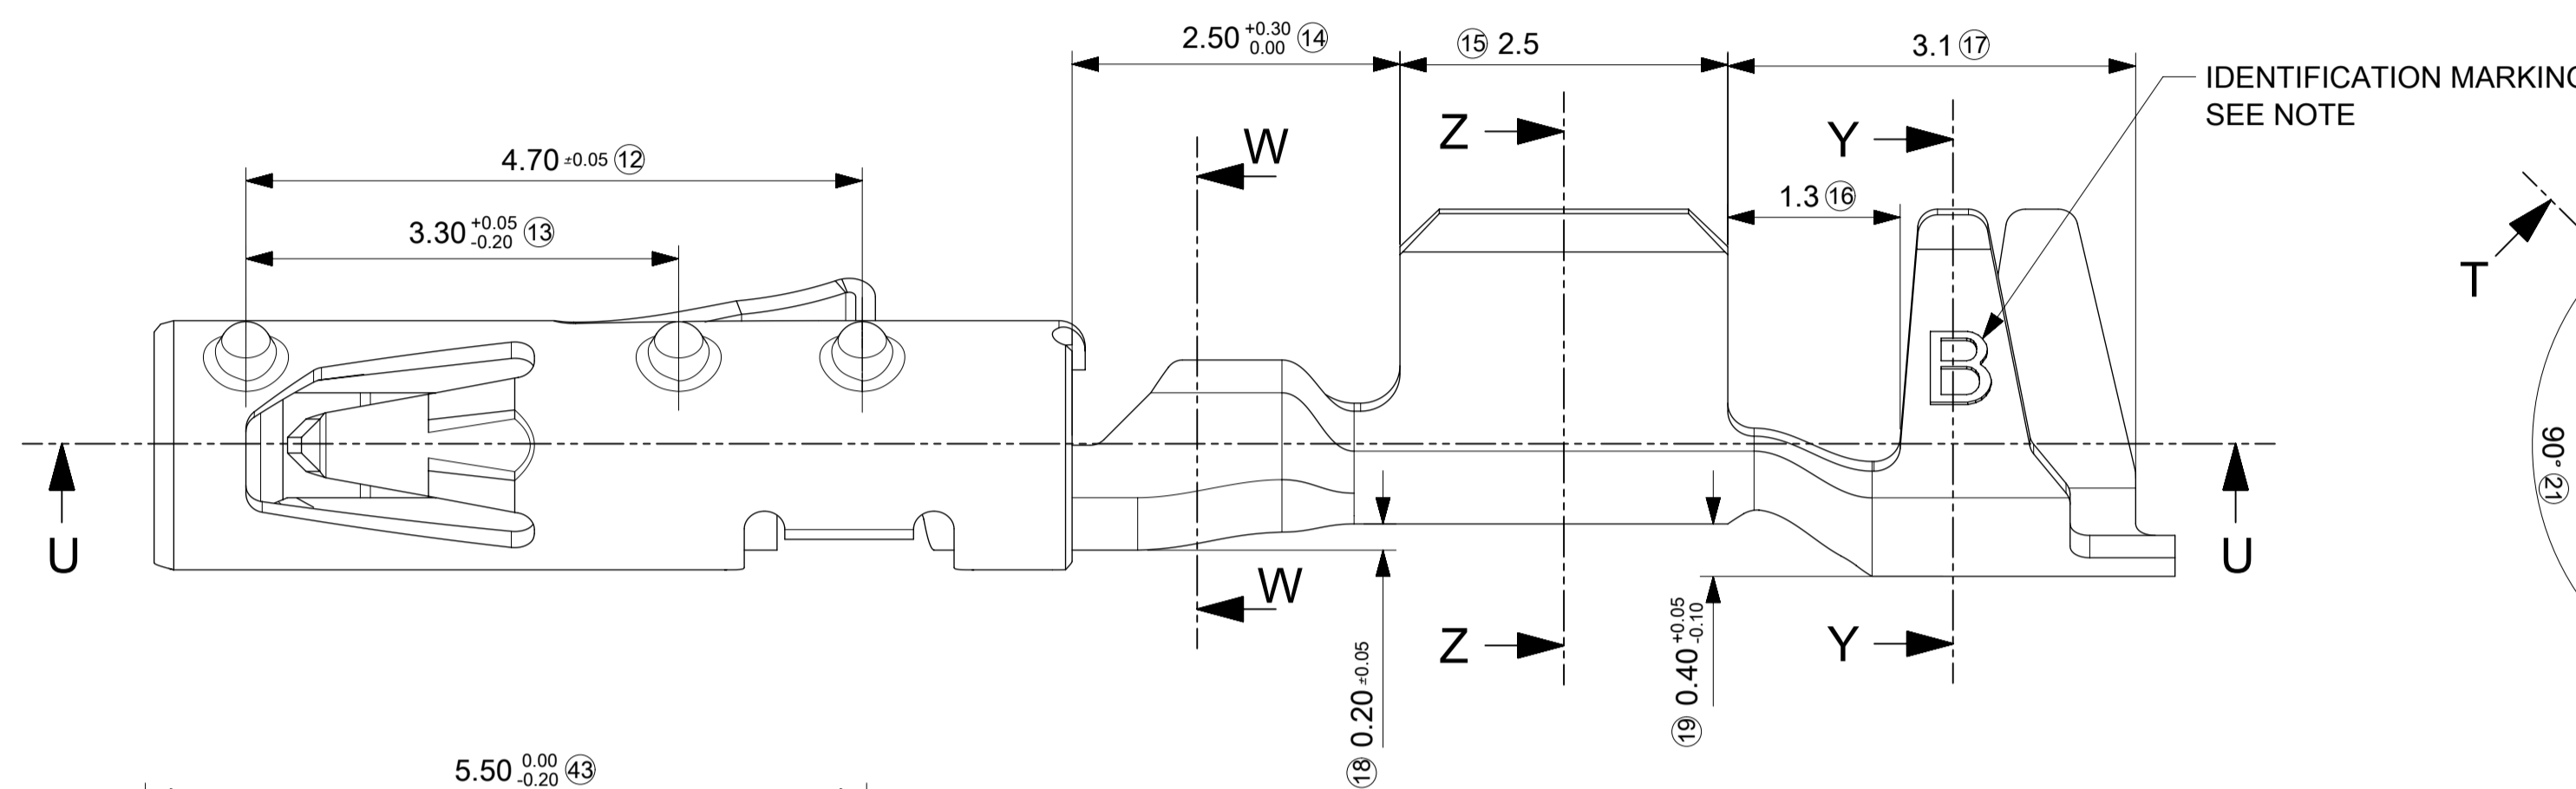 2.50 +0.30 0.00 ⑭
⑮ 2.5
3.1 ⑰
IDENTIFICATION MARKING
SEE NOTE
4.70 ±0.05 ⑫
W
Z
Y
3.30 +0.05 -0.20 ⑬
1.3 ⑯
T
B
90° ㉑
U
U
W
Z
Y
⑱ 0.20 ±0.05
⑲ 0.40 +0.05 -0.10
5.50 0.00 -0.20 ㊸